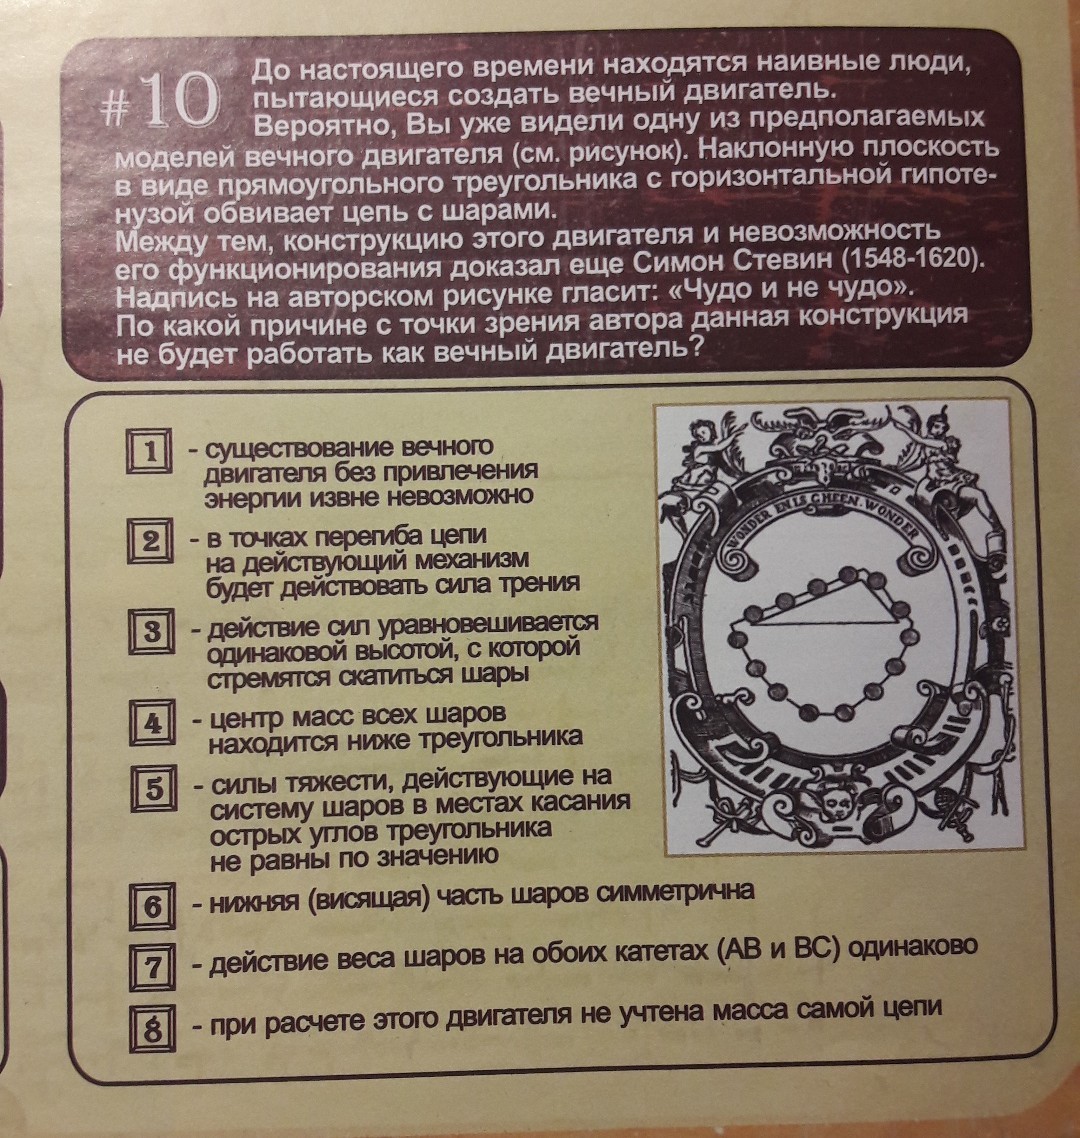 #10
До настоящего времени находятся наивные люди,
пытающиеся создать вечный двигатель.
Вероятно, Вы уже видели одну из предполагаемых
моделей вечного двигателя (см. рисунок). Наклонную плоскость
в виде прямоугольного треугольника с горизонтальной гипоте-
нузой обвивает цепь с шарами.
Между тем, конструкцию этого двигателя и невозможность
его функционирования доказал еще Симон Стевин (1548-1620).
Надпись на авторском рисунке гласит: «Чудо и не чудо».
По какой причине с точки зрения автора данная конструкция
не будет работать как вечный двигатель?
1 - существование вечного
двигателя без привлечения
энергии извне невозможно
2 - в точках перегиба цепи
на действующий механизм
будет действовать сила трения
3 - действие сил уравновешивается
одинаковой высотой, с которой
стремятся скатиться шары
4 - центр масс всех шаров
находится ниже треугольника
5 - силы тяжести, действующие на
систему шаров в местах касания
острых углов треугольника
не равны по значению
6 - нижняя (висящая) часть шаров симметрична
7 - действие веса шаров на обоих катетах (АВ и ВС) одинаково
8 - при расчете этого двигателя не учтена масса самой цепи
WONDER EN IS GHEEN WONDER